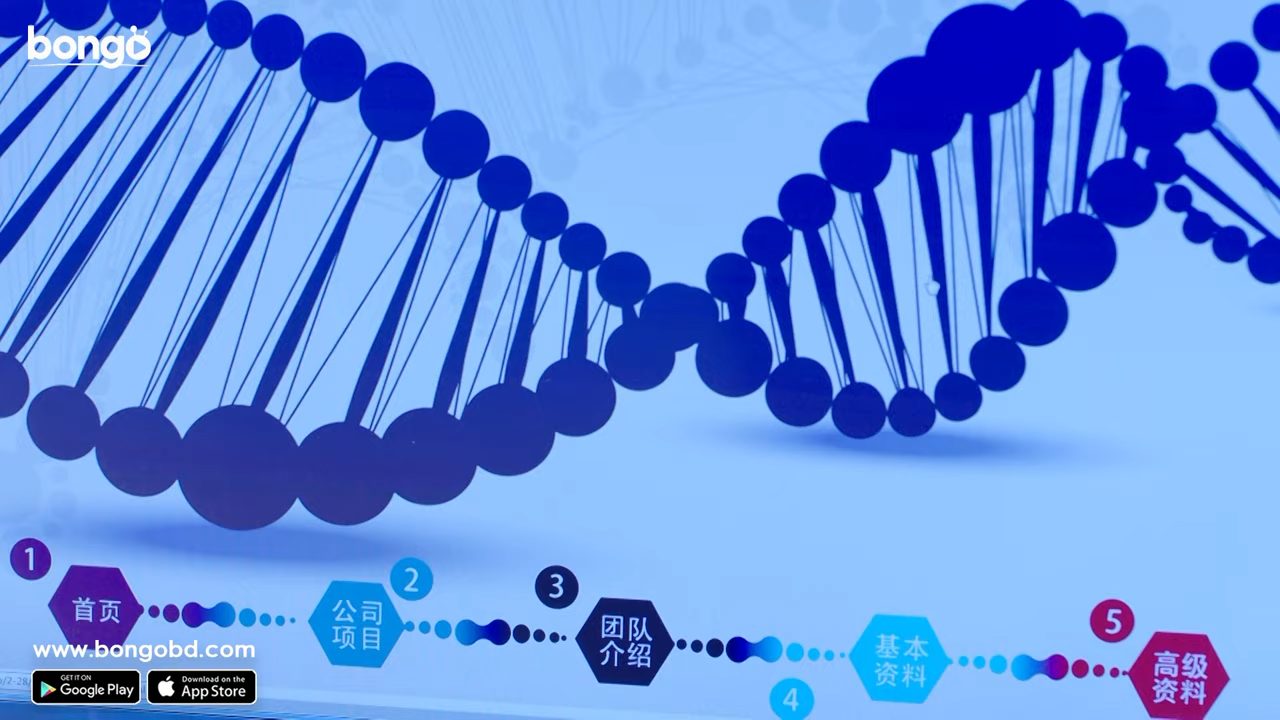 bongo
1
首页
2
公司
项目
3
团队
介绍
4
基本
资料
5
高级
资料
www.bongobd.com
GET IT ON
Google Play
Download on the
App Store